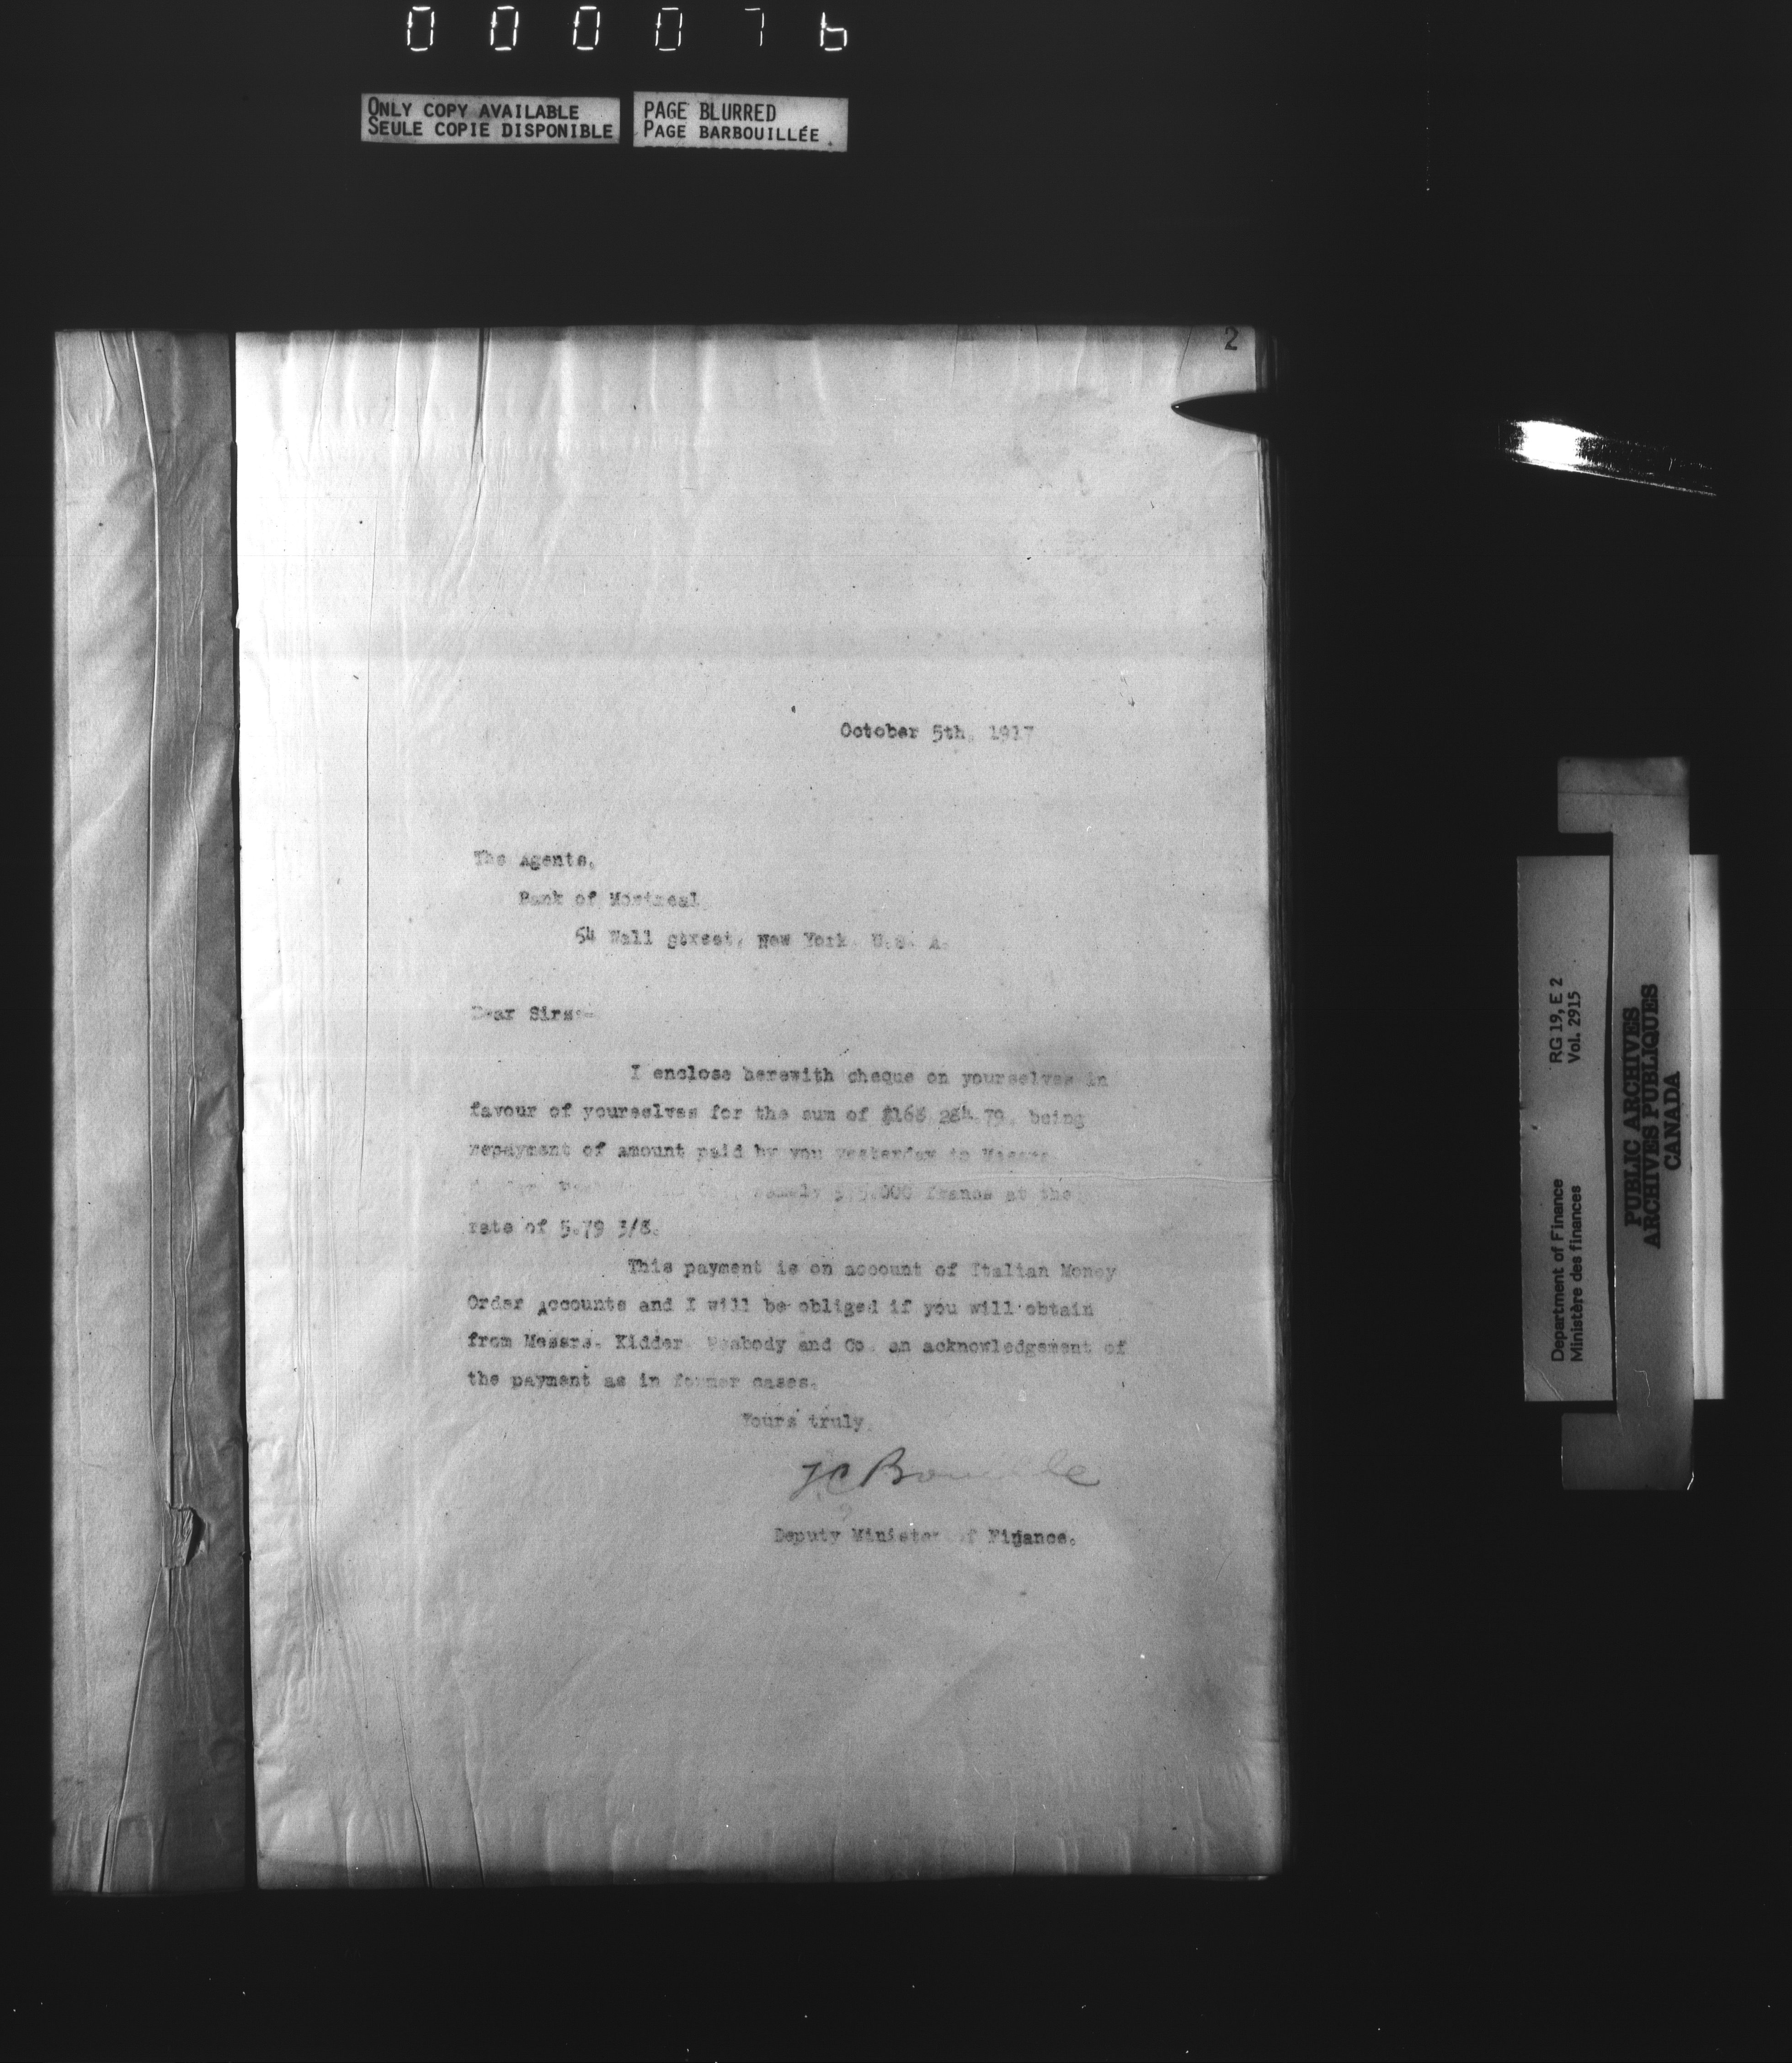 0 0 0 0 7 6
ONLY COPY AVAILABLE
SEULE COPIE DISPONIBLE
PAGE BLURRED
PAGE BARBOUILLÉE
2
October 5th, 1917
The Agents,
Bank of Montreal
64 Wall Street, New York, U.S. A.
Dear Sirs:-
I enclose herewith cheque on yourselves in
favour of yourselves for the sum of being
repayment of amount paid by you yesterday to Messrs.
namely francs at the
rate of 5.79 3/8.
This payment is on account of Italian Money
Order Accounts and I will be obliged if you will obtain
from Messrs. Kidder, Peabody and Co. an acknowledgement of
the payment as in former cases.
Yours truly,
Deputy Minister of Finance.
RG 19, E 2
Vol. 2915
Department of Finance
Ministère des finances
PUBLIC ARCHIVES
ARCHIVES PUBLIQUES
CANADA